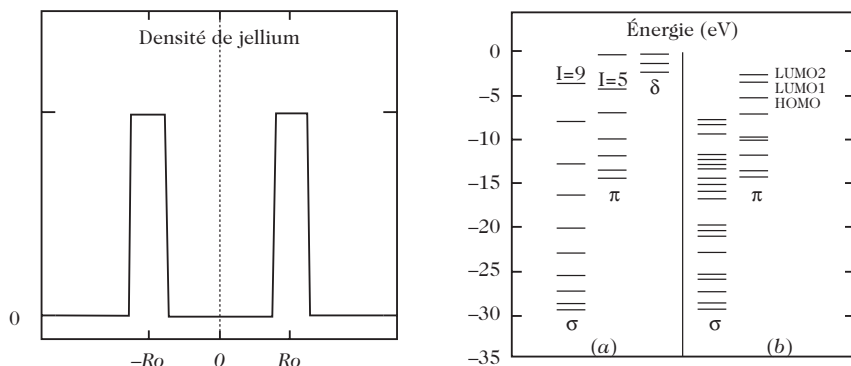 Densité de jellium
0
–Ro
0
Ro
Énergie (eV)
0
–5
–10
–15
–20
–25
–30
–35
I=9
I=5
δ
π
σ
(a)
LUMO2
LUMO1
HOMO
π
σ
(b)